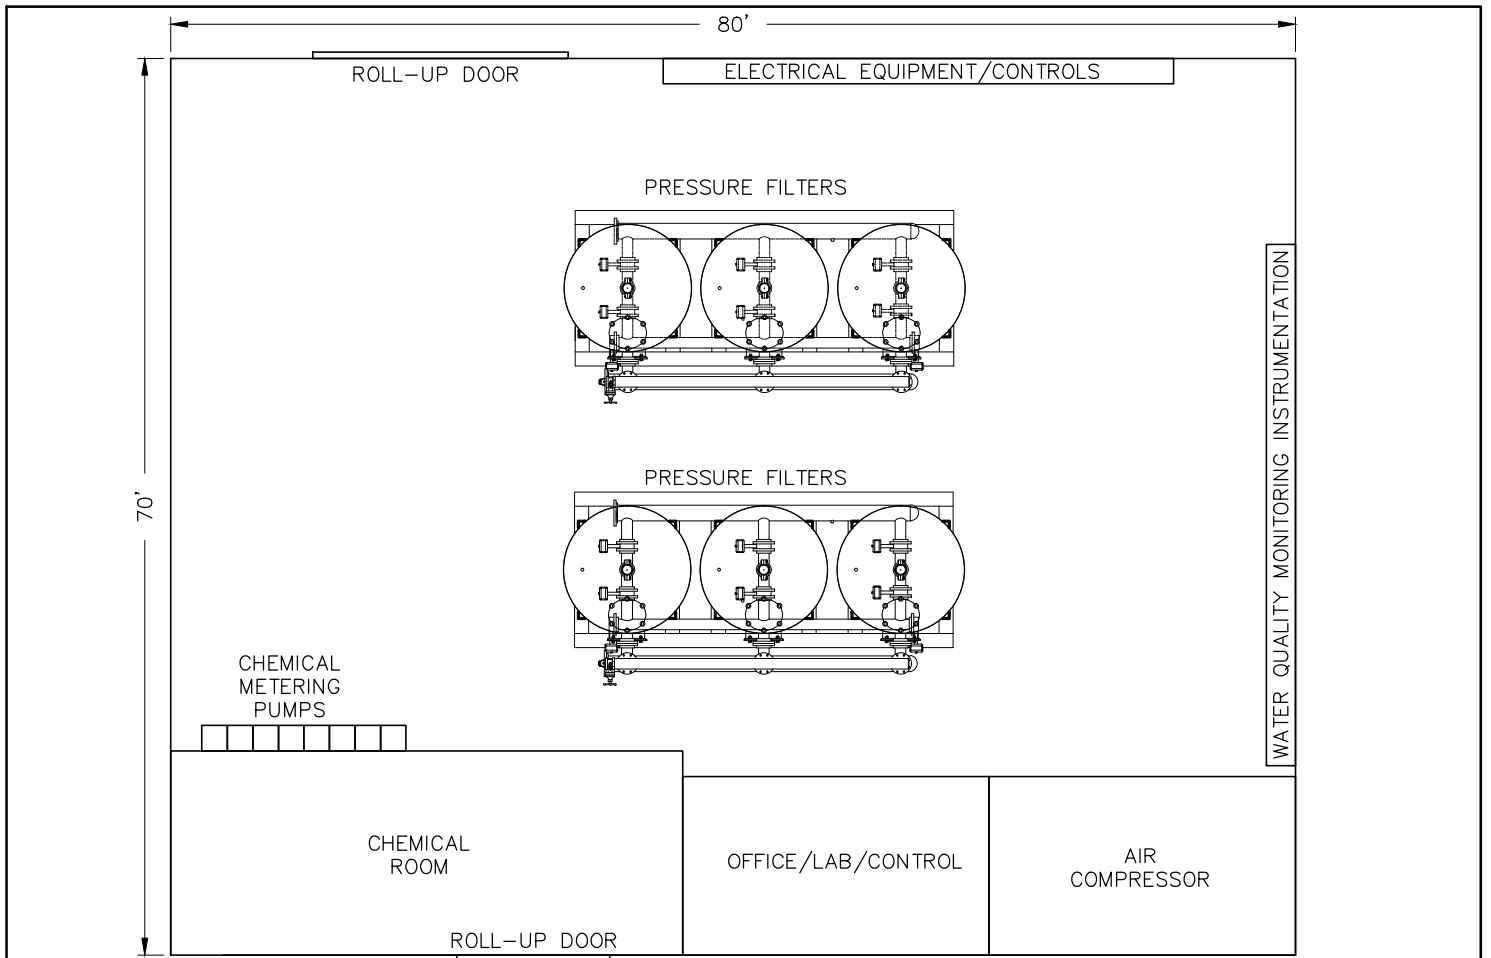 80'
ROLL-UP DOOR
ELECTRICAL EQUIPMENT/CONTROLS
PRESSURE FILTERS
WATER QUALITY MONITORING INSTRUMENTATION
70'
PRESSURE FILTERS
CHEMICAL
METERING
PUMPS
CHEMICAL
ROOM
OFFICE/LAB/CONTROL
AIR
COMPRESSOR
ROLL-UP DOOR